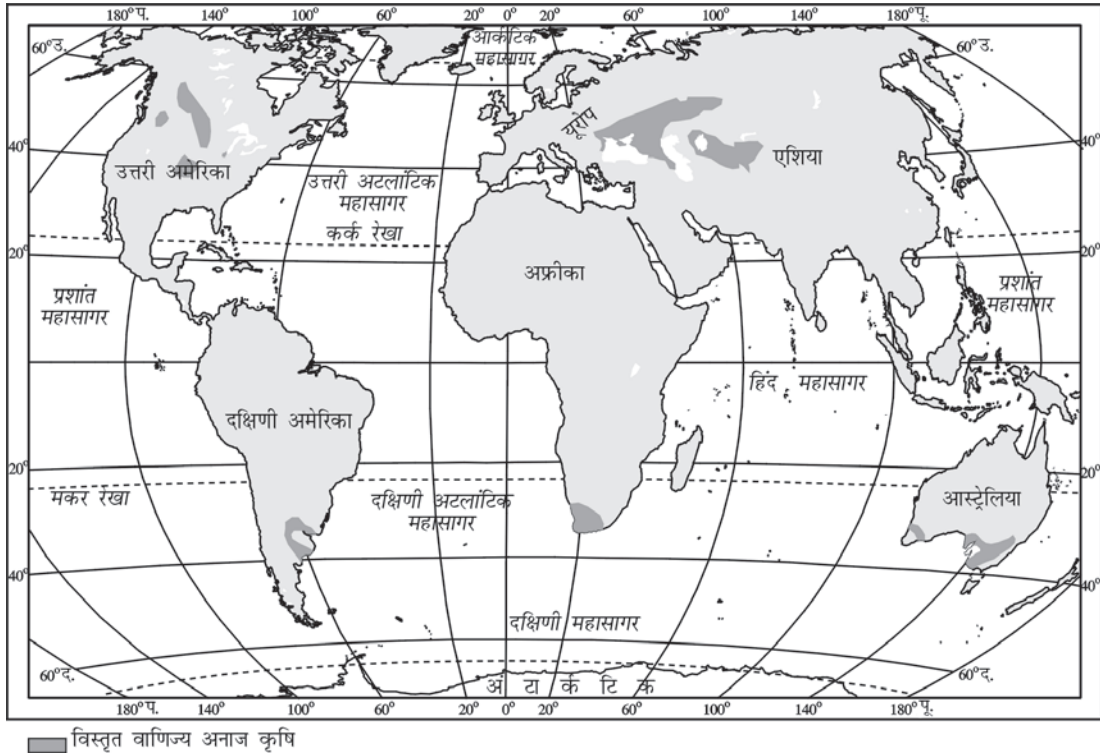 180° प. 140° 100° 60° 20° 0° 20° 60° 100° 140° 180° पू.
60° उ. आर्कटिक महासागर 60° उ.
यूरोप
40° उत्तरी अमेरिका एशिया 40°
उत्तरी अटलांटिक
महासागर
कर्क रेखा
20° 20°
अफ्रीका
प्रशांत
महासागर
प्रशांत
महासागर
हिंद महासागर
दक्षिणी अमेरिका
20° 20°
मकर रेखा
दक्षिणी अटलांटिक
महासागर
आस्ट्रेलिया
40° 40°
दक्षिणी महासागर
60° द. 60° द.
अंटार्कटिक
180° प. 140° 100° 60° 20° 0° 20° 60° 100° 140° 180° पू.
विस्तृत वाणिज्य अनाज कृषि